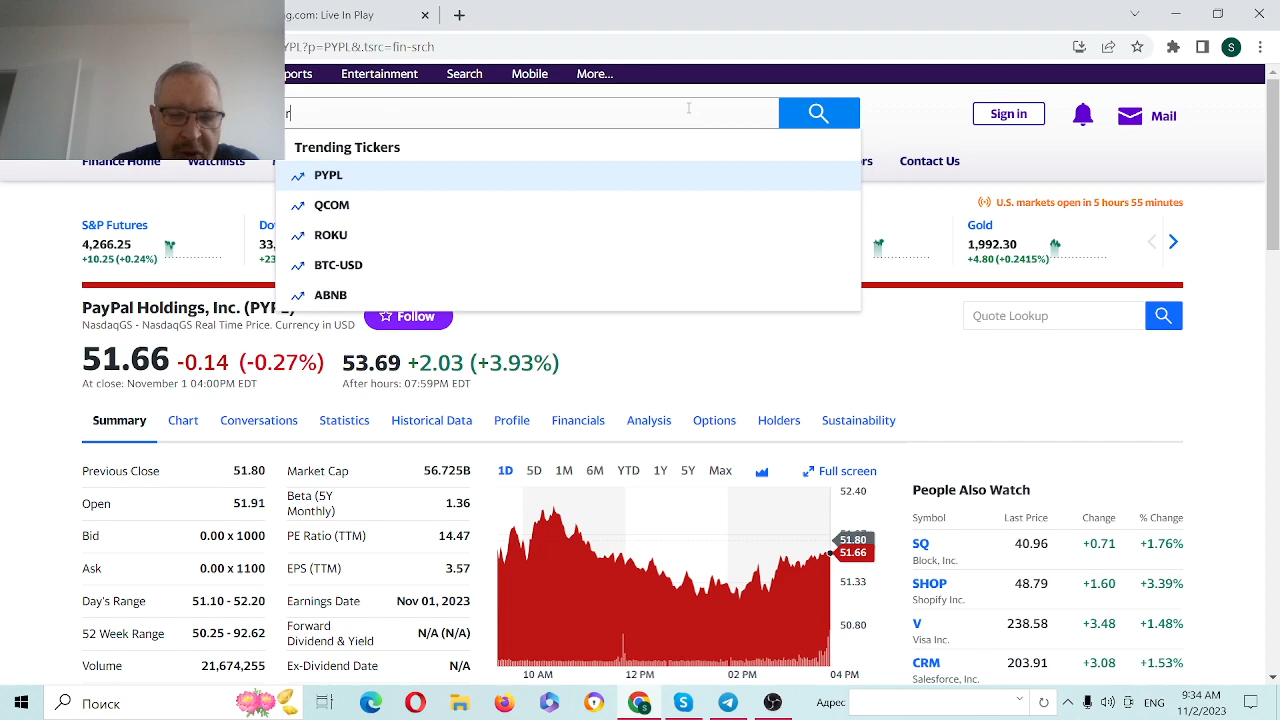 ng.com Liv
PYPL?p=PYPL&.tsrc=fin-srch
S
ports Entertainment Search Mobile More...
r
Sign in Mail
Trending Tickers
Finance Home Watchlists Contact Us
PYPL
QCOM
ROKU
BTC-USD
ABNB
U.S. markets open in 5 hours 55 minutes
S&P Futures
4,266.25
+10.25 (+0.24%)
Gold
1,992.30
+4.80 (+0.2415%)
PayPal Holdings, Inc. (PYPL)
NasdaqGS - NasdaqGS Real Time Price. Currency in USD
Follow
Quote Lookup
51.66 -0.14 (-0.27%)
At close: November 1 04:00PM EDT
53.69 +2.03 (+3.93%)
After hours: 07:59PM EDT
Summary Chart Conversations Statistics Historical Data Profile Financials Analysis Options Holders Sustainability
Previous Close 51.80
Open 51.91
Bid 0.00 x 1000
Ask 0.00 x 1100
Day's Range 51.10 - 52.20
52 Week Range 50.25 - 92.62
Volume 21,674,255
Market Cap 56.725B
Beta (5Y
Monthly) 1.36
PE Ratio (TTM) 14.47
EPS (TTM) 3.57
Earnings Date Nov 01, 2023
Forward
Dividend & Yield N/A (N/A)
Ex-Dividend Date N/A
1D 5D 1M 6M YTD 1Y 5Y Max Full screen
52.40
51.80
51.66
51.33
50.80
10 AM 12 PM 02 PM 04 PM
People Also Watch
Symbol Last Price Change % Change
SQ 40.96 +0.71 +1.76%
Block, Inc.
SHOP 48.79 +1.60 +3.39%
Shopify Inc.
V 238.58 +3.48 +1.48%
Visa Inc.
CRM 203.91 +3.08 +1.53%
Salesforce, Inc.
Поиск
Адрес
ENG
9:34 AM
11/2/2023